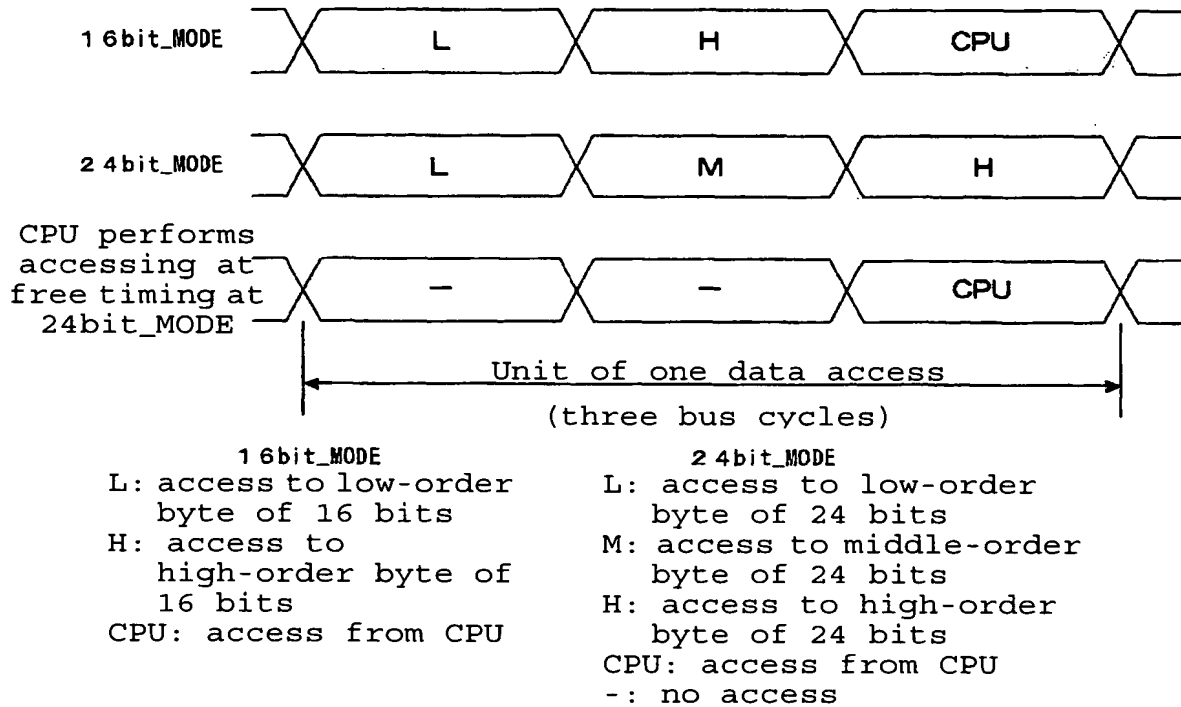 16bit_MODE L H CPU
24bit_MODE L M H
CPU performs
accessing at
free timing at
24bit_MODE
- - CPU
Unit of one data access
(three bus cycles)
16bit_MODE
L: access to low-order
byte of 16 bits
H: access to
high-order byte of
16 bits
CPU: access from CPU
24bit_MODE
L: access to low-order
byte of 24 bits
M: access to middle-order
byte of 24 bits
H: access to high-order
byte of 24 bits
CPU: access from CPU
-: no access